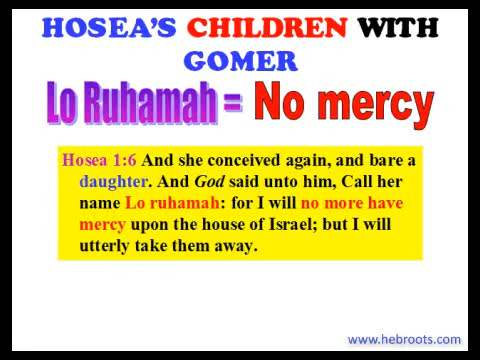 HOSEA'S CHILDREN WITH
GOMER
Lo Ruhamah = No mercy
Hosea 1:6 And she conceived again, and bare a
daughter. And God said unto him, Call her
name Lo ruhamah: for I will no more have
mercy upon the house of Israel; but I will
utterly take them away.
www.hebroots.com